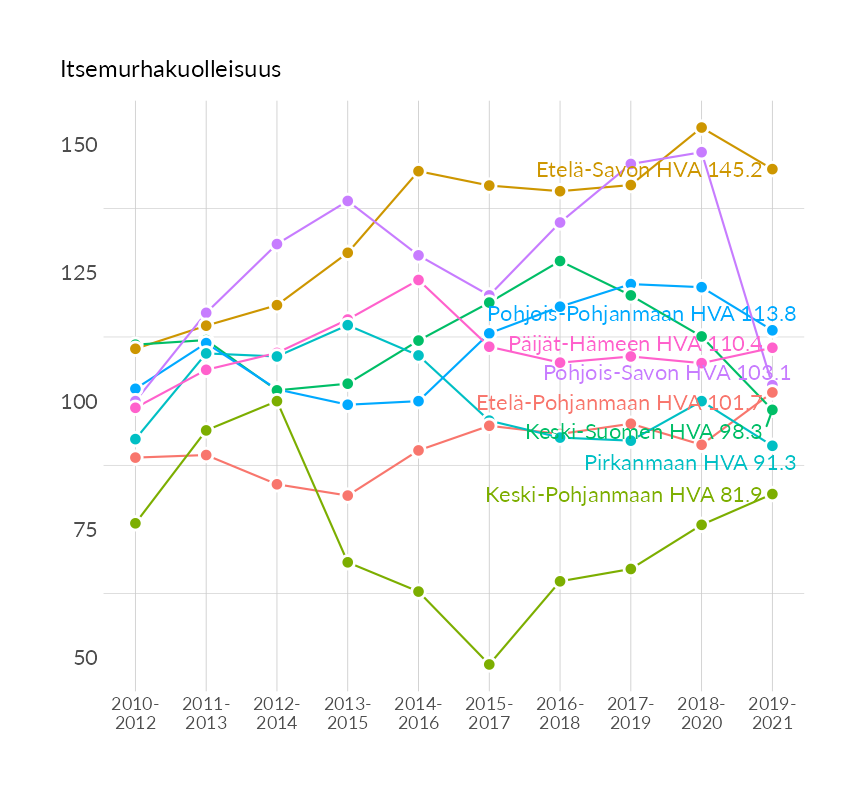 Itsemurhakuolleisuus
150
125
100
75
50
Etelä-Savon HVA 145.2
Pohjois-Pohjanmaan HVA 113.8
Päijät-Hämeen HVA 110.4
Pohjois-Savon HVA 103.1
Etelä-Pohjanmaan HVA 101.7
Keski-Suomen HVA 98.3
Pirkanmaan HVA 91.3
Keski-Pohjanmaan HVA 81.9
2010- 2011- 2012- 2013- 2014- 2015- 2016- 2017- 2018- 2019-
2012 2013 2014 2015 2016 2017 2018 2019 2020 2021